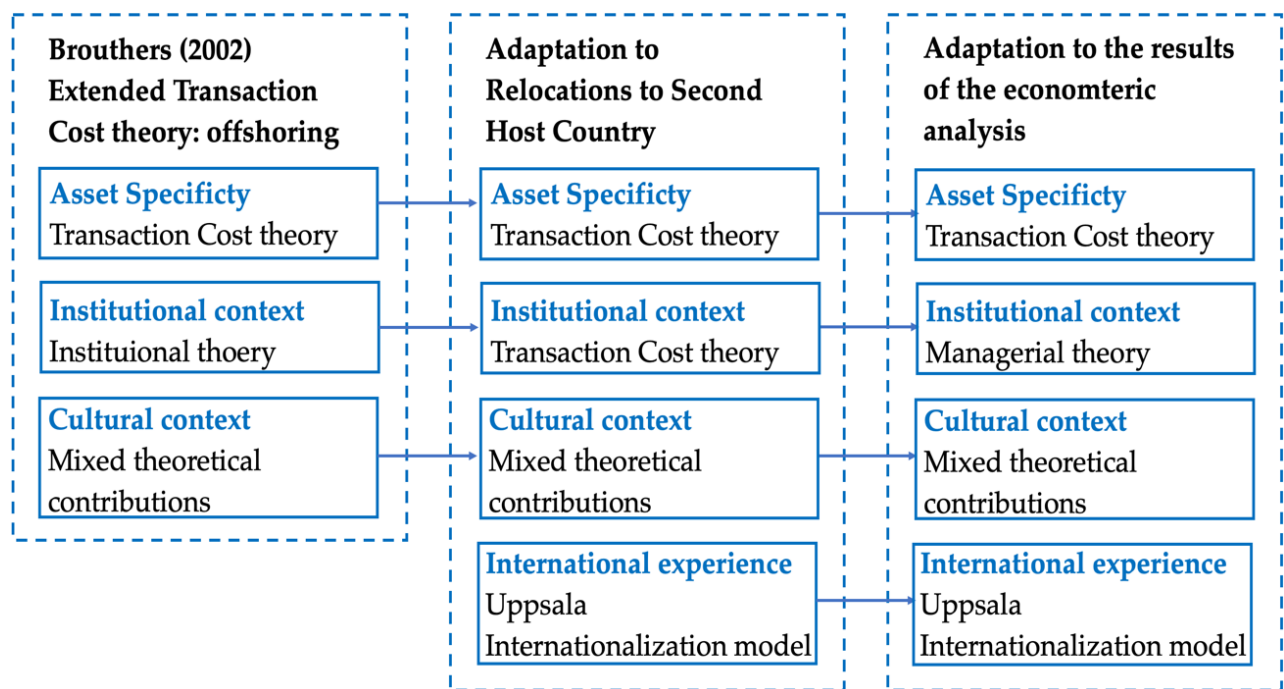 Brouthers (2002)
Extended Transaction
Cost theory: offshoring
Asset Specificty
Transaction Cost theory
Institutional context
Instituional thoery
Cultural context
Mixed theoretical
contributions
Adaptation to
Relocations to Second
Host Country
Asset Specificty
Transaction Cost theory
Institutional context
Transaction Cost theory
Cultural context
Mixed theoretical
contributions
International experience
Uppsala
Internationalization model
Adaptation to the results
of the economteric
analysis
Asset Specificty
Transaction Cost theory
Institutional context
Managerial theory
Cultural context
Mixed theoretical
contributions
International experience
Uppsala
Internationalization model